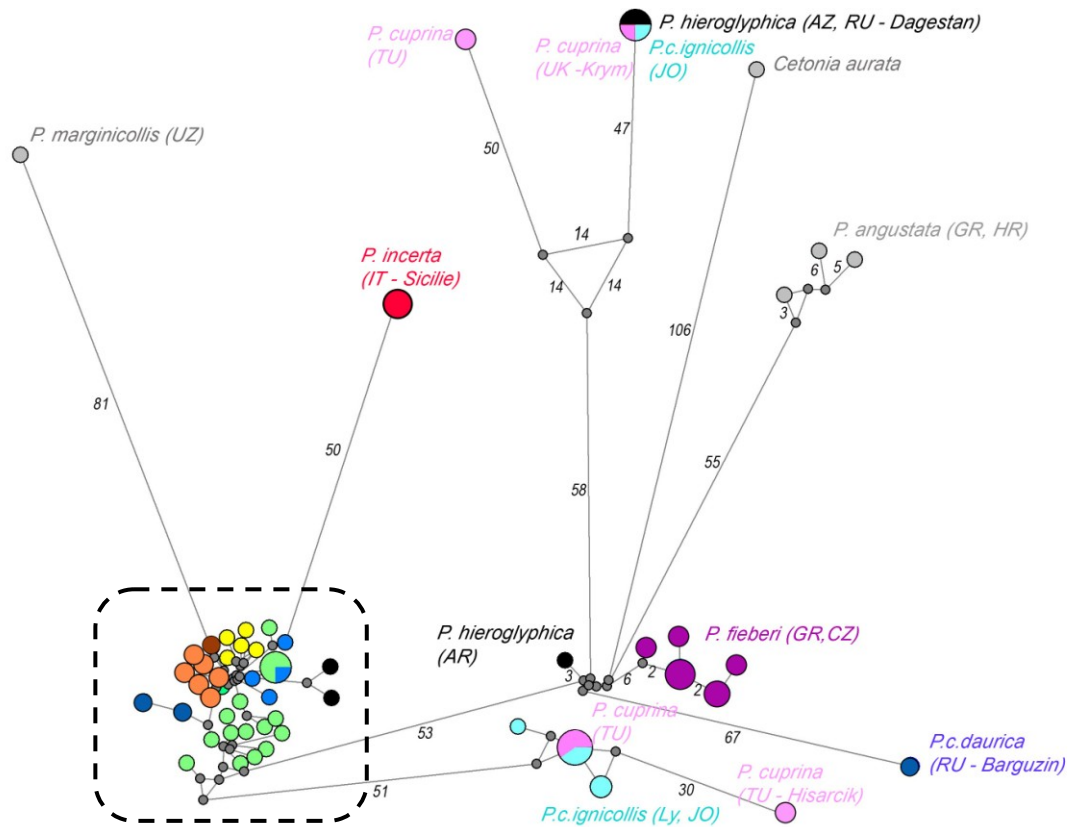 P. hieroglyphica (AZ, RU - Dagestan)
P. cuprina
(TU)
P. cuprina
(UK -Krym)
P.c.ignicollis
(JO)
Cetonia aurata
P. marginicollis (UZ)
50
47
14
14
14
P. angustata (GR, HR)
6
5
3
P. incerta
(IT - Sicilie)
106
81
50
55
58
P. hieroglyphica
(AR)
3
6
P. fieberi (GR,CZ)
2
2
53
P. cuprina
(TU)
67
P.c.daurica
(RU - Barguzin)
51
30
P. cuprina
(TU - Hisarcik)
P.c.ignicollis (Ly, JO)